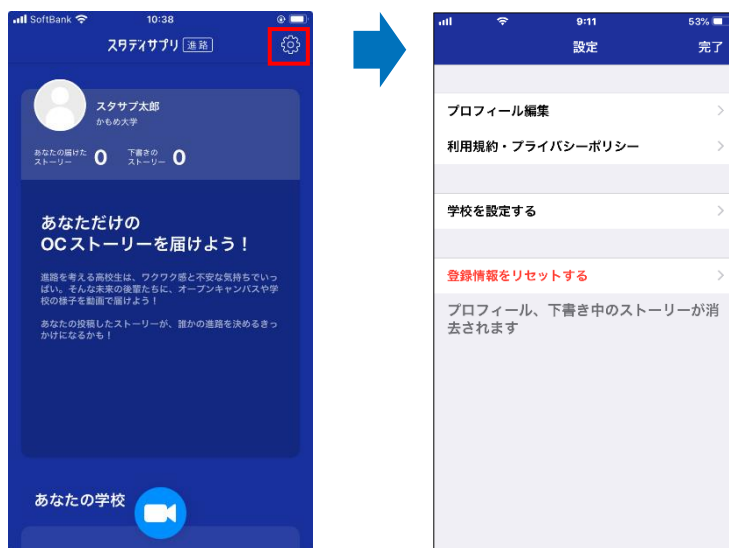 SoftBank 10:38
スタディサプリ 進路
スタサプ太郎
かもめ大学
あなたの届けた
ストーリー 0
下書きの
ストーリー 0
あなただけの
OCストーリーを届けよう！
進路を考える高校生は、ワクワク感と不安な気持ちでいっ
ぱい。そんな未来の後輩たちに、オープンキャンパスや学
校の様子を動画で届けよう！
あなたの投稿したストーリーが、誰かの進路を決めるきっ
かけになるかも！
あなたの学校
9:11 53%
設定 完了
プロフィール編集
利用規約・プライバシーポリシー
学校を設定する
登録情報をリセットする
プロフィール、下書き中のストーリーが消
去されます